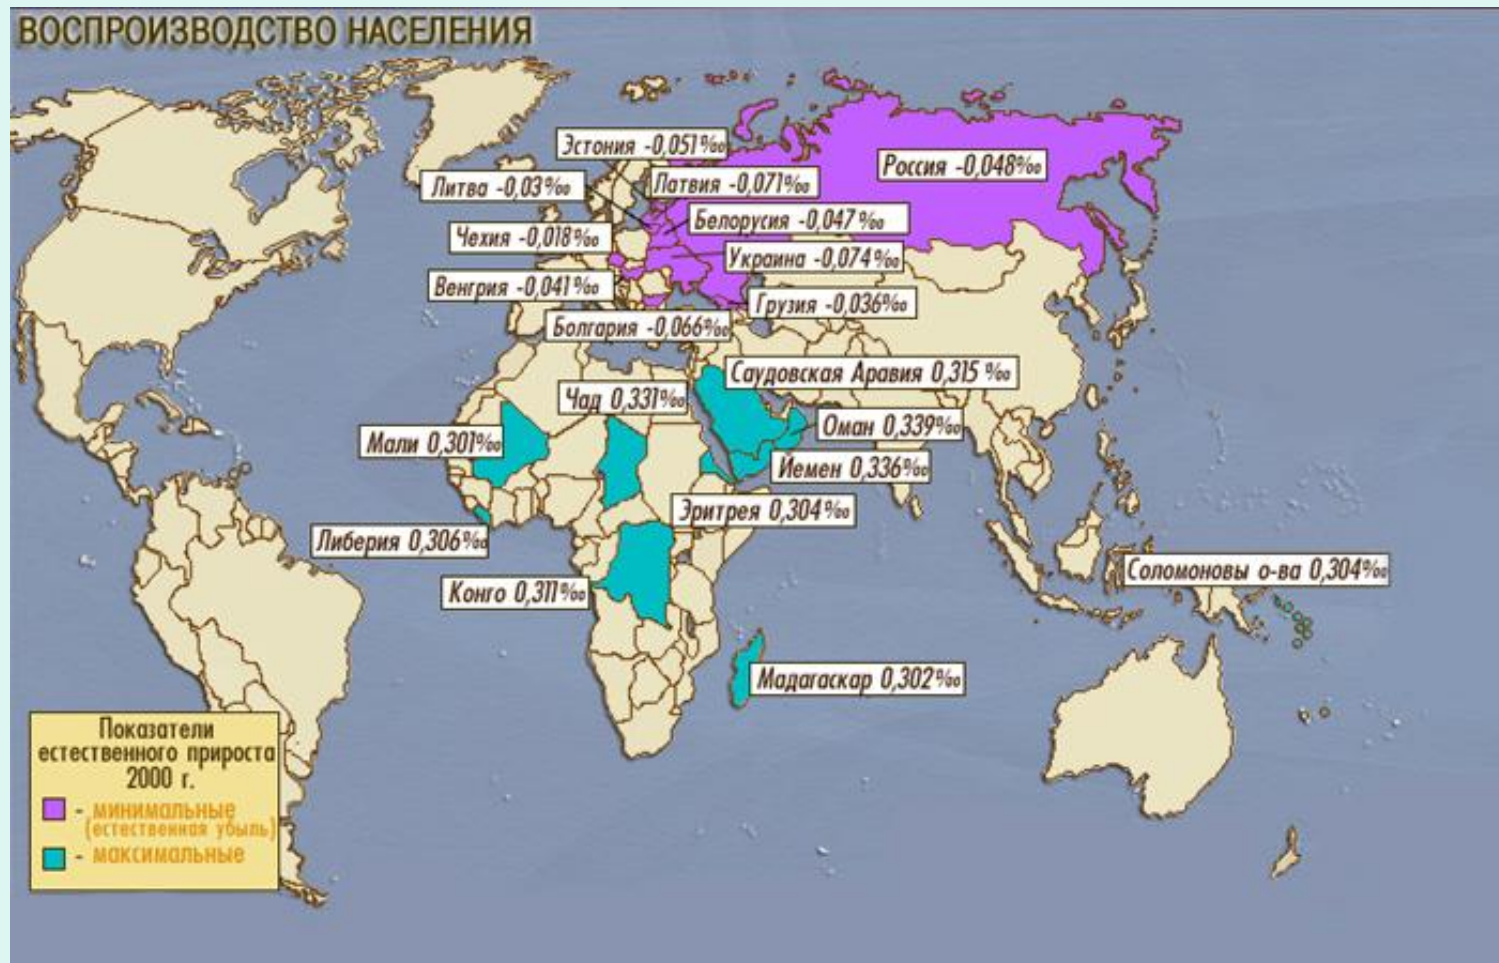 ВОСПРОИЗВОДСТВО НАСЕЛЕНИЯ
Эстония -0,051‰
Россия -0,048‰
Литва -0,03‰
Латвия -0,071‰
Белорусия -0,047‰
Чехия -0,018‰
Украина -0,074‰
Венгрия -0,041‰
Грузия -0,036‰
Болгария -0,066‰
Саудовская Аравия 0,315 ‰
Чад 0,331‰
Оман 0,339‰
Мали 0,301‰
Йемен 0,336‰
Эритрея 0,304‰
Либерия 0,306‰
Соломоновы о-ва 0,304‰
Конго 0,311‰
Мадагаскар 0,302‰
Показатели
естественного прироста
2000 г.
- минимальные
(естественная убыль)
- максимальные